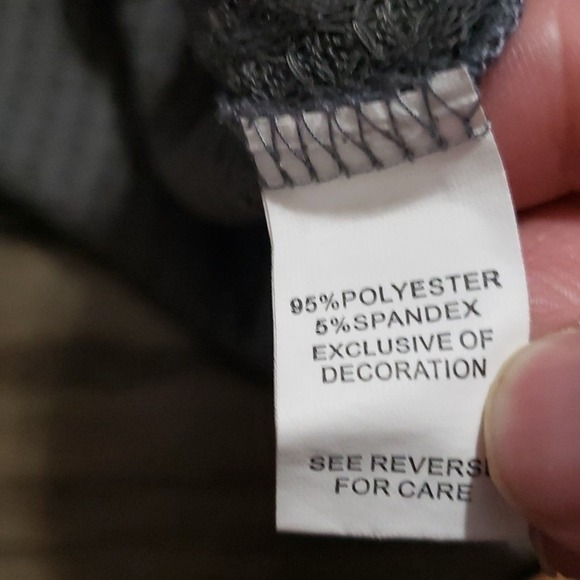 95%POLYESTER
5%SPANDEX
EXCLUSIVE OF
DECORATION
SEE REVERSE
FOR CARE